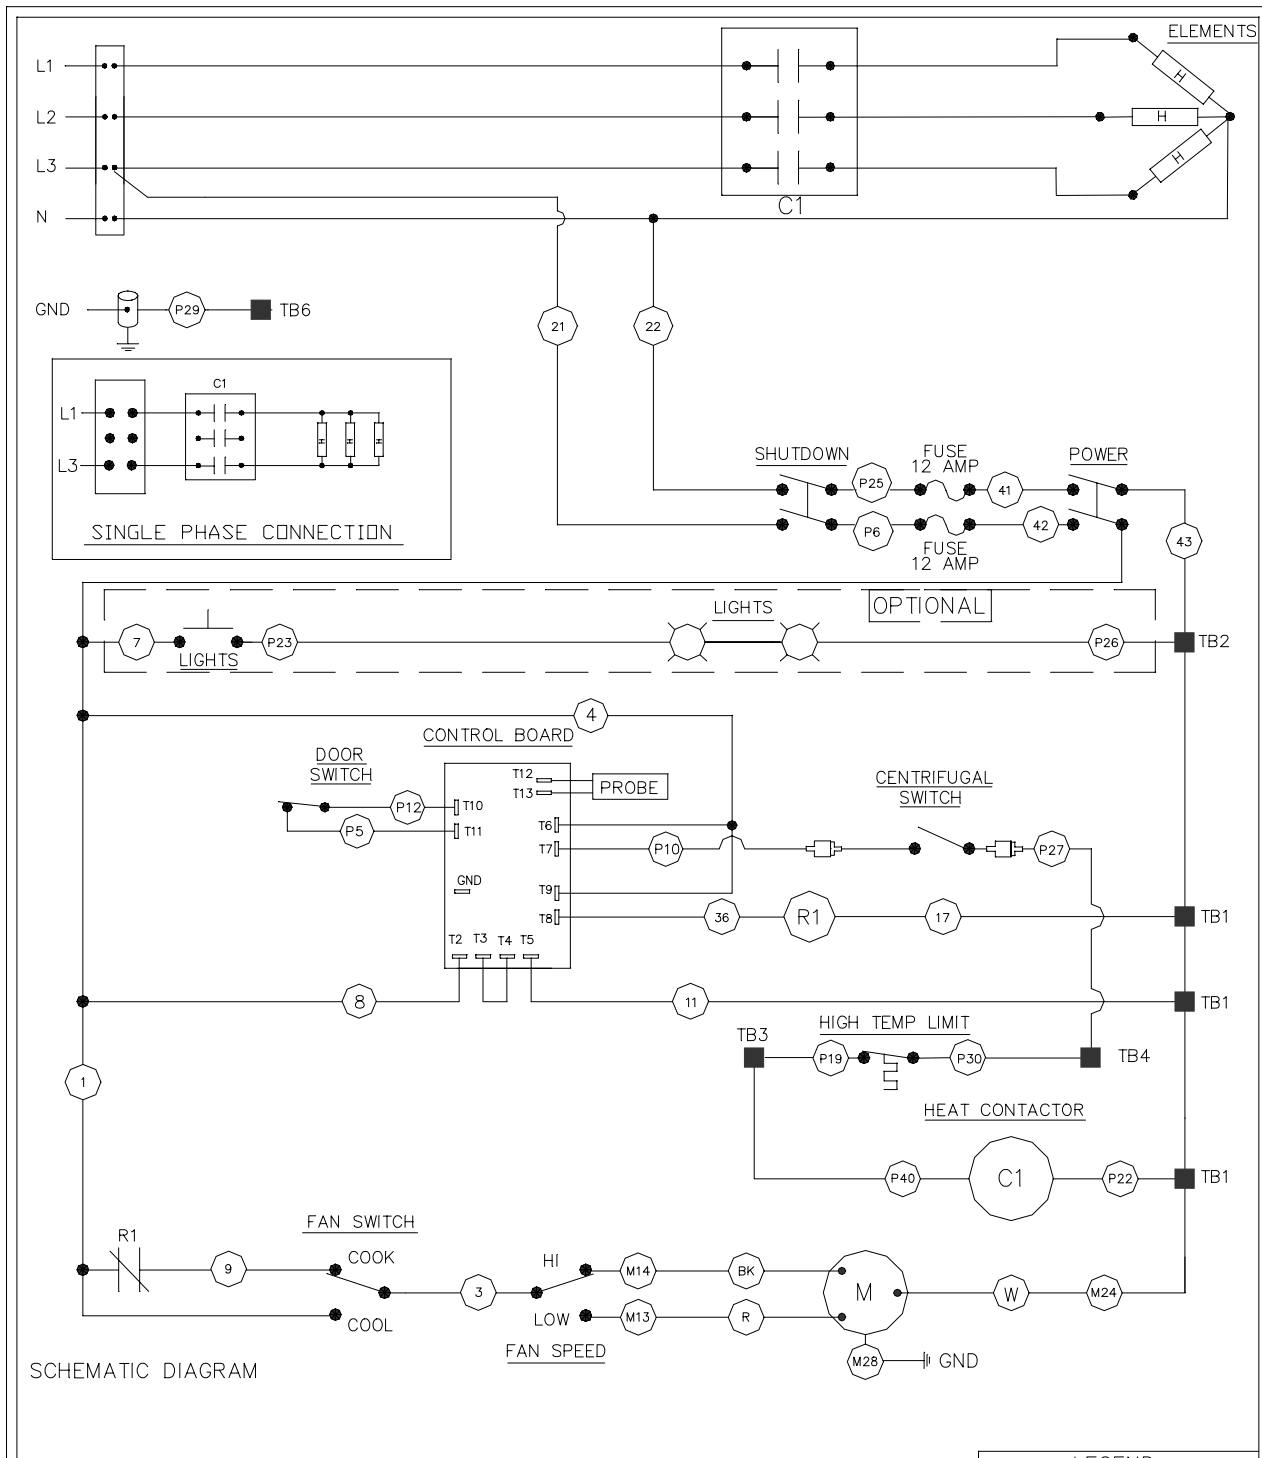 ELEMENTS
L1
H
L2
H
L3
H
C1
N
GND
P29
TB6
21
22
C1
L1
H
H
H
L3
SINGLE PHASE CONNECTION
SHUTDOWN
FUSE
12 AMP
POWER
P25
41
P6
42
43
FUSE
12 AMP
OPTIONAL
LIGHTS
7
P23
P26
TB2
LIGHTS
4
CONTROL BOARD
DOOR
SWITCH
T12
T13
PROBE
CENTRIFUGAL
SWITCH
P12
T10
P5
T11
T6
T7
P10
P27
GND
T9
T8
36
R1
17
TB1
T2
T3
T4
T5
8
11
TB1
HIGH TEMP LIMIT
TB3
P19
P30
TB4
1
HEAT CONTACTOR
P40
C1
P22
TB1
FAN SWITCH
R1
COOK
9
HI
M14
BK
3
M
W
M24
COOL
LOW
M13
R
FAN SPEED
M28
GND
SCHEMATIC DIAGRAM
LEGEND